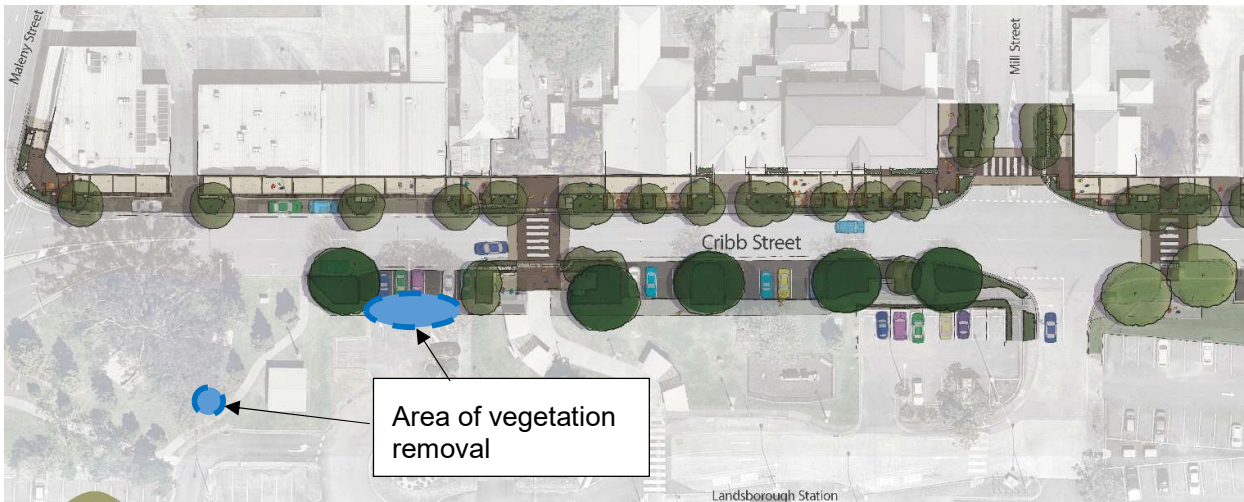 Maleny Street
Mill Street
Cribb Street
Area of vegetation
removal
Landsborough Station